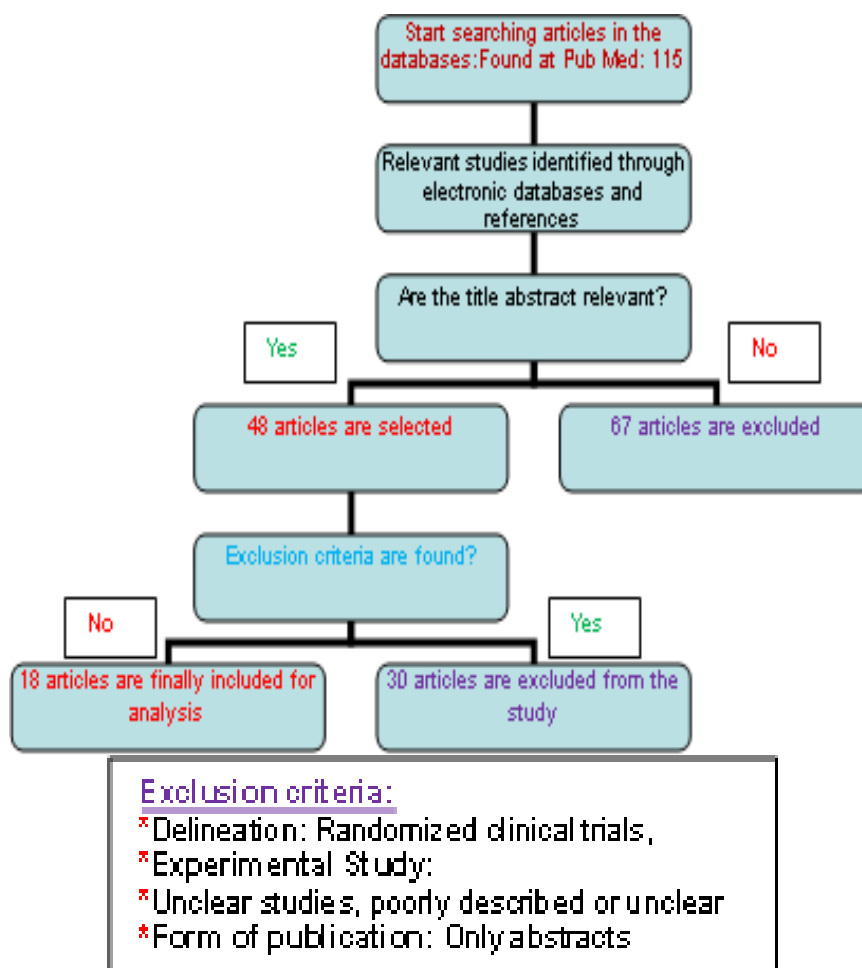 Start searching articles in the
databases:Found at Pub Med: 115
Relevant studies identified through
electronic databases and
references
Are the title abstract relevant?
Yes
No
48 articles are selected
67 articles are excluded
Exclusion criteria are found?
No
Yes
18 articles are finally included for
analysis
30 articles are excluded from the
study
Exclusion criteria:
*Delineation: Randomized clinical trials,
*Experimental Study:
*Unclear studies, poorly described or unclear
*Form of publication: Only abstracts